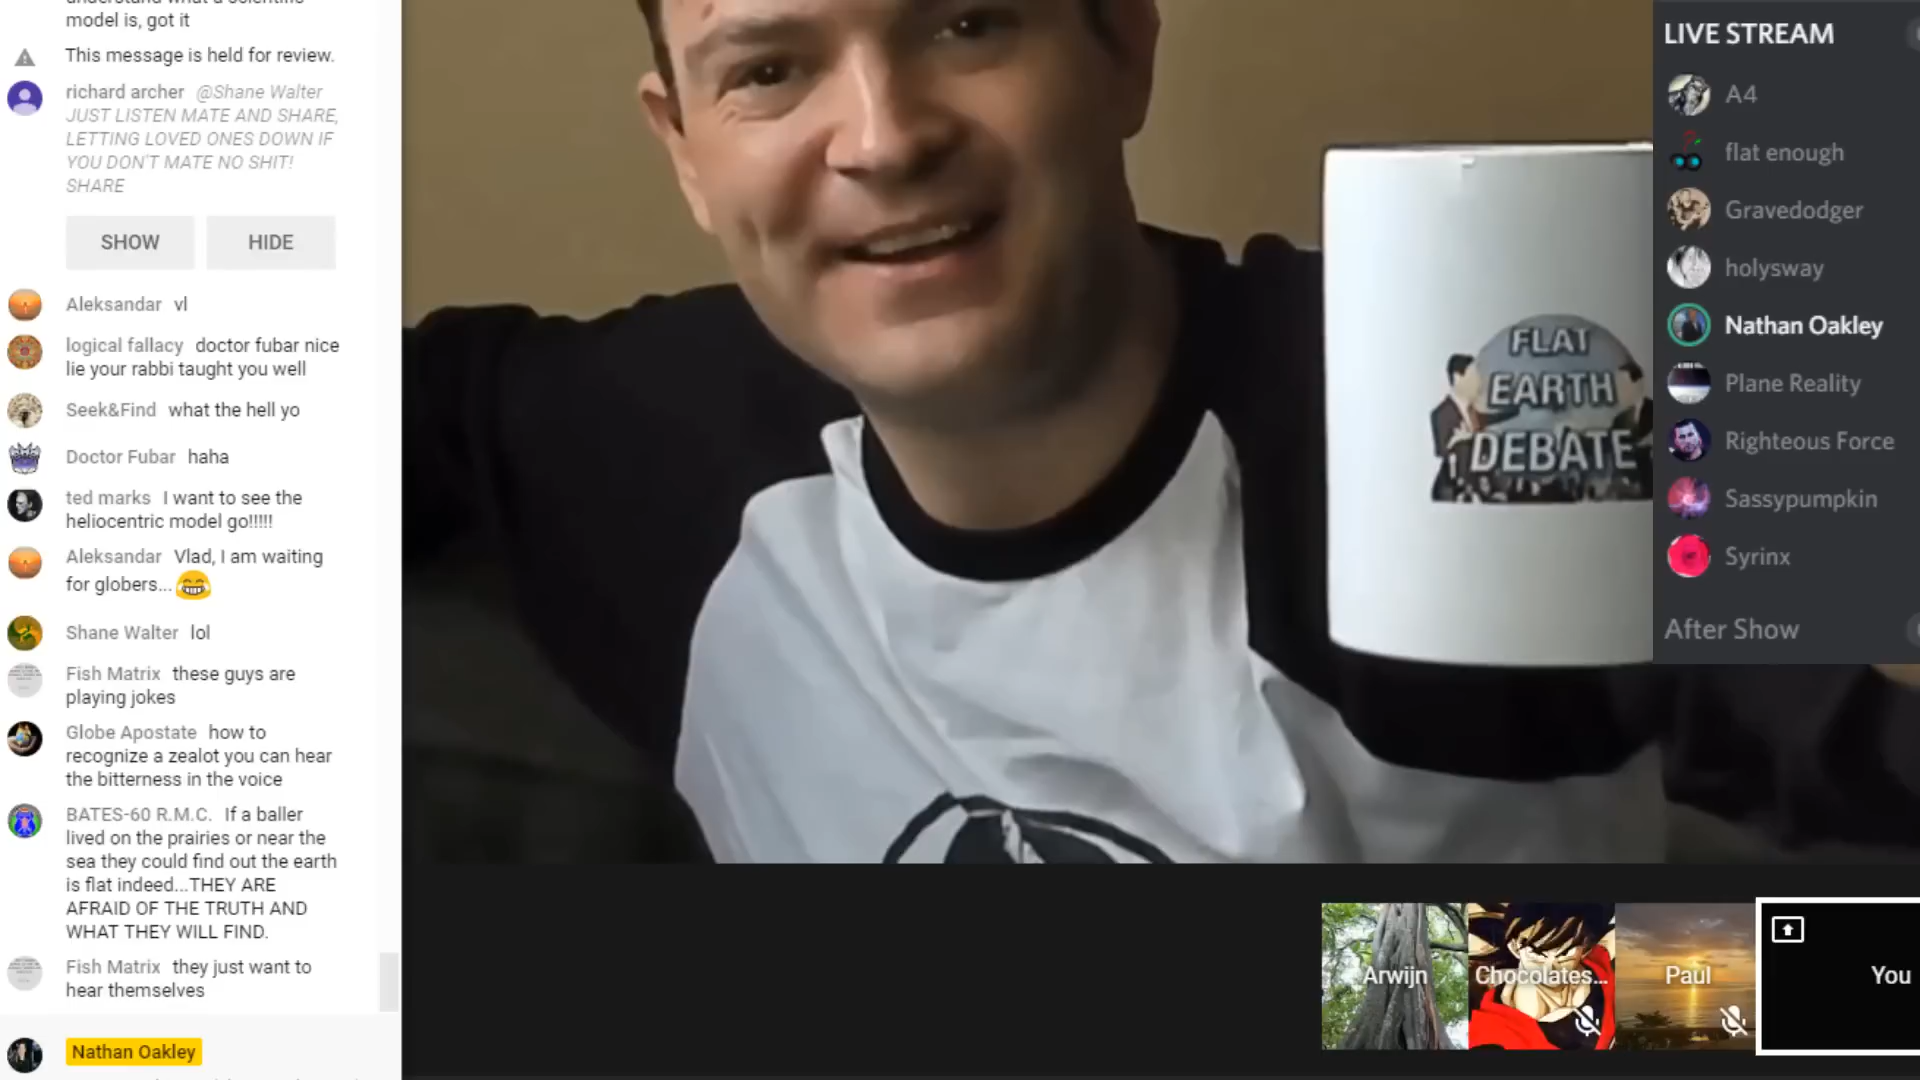 understand what a scientific
model is, got it
This message is held for review.
richard archer @Shane Walter
JUST LISTEN MATE AND SHARE,
LETTING LOVED ONES DOWN IF
YOU DON'T MATE NO SHIT!
SHARE
SHOW HIDE
Aleksandar vl
logical fallacy doctor fubar nice
lie your rabbi taught you well
Seek&Find what the hell yo
Doctor Fubar haha
ted marks I want to see the
heliocentric model go!!!!!
Aleksandar Vlad, I am waiting
for globers...
Shane Walter lol
Fish Matrix these guys are
playing jokes
Globe Apostate how to
recognize a zealot you can hear
the bitterness in the voice
BATES-60 R.M.C. If a baller
lived on the prairies or near the
sea they could find out the earth
is flat indeed...THEY ARE
AFRAID OF THE TRUTH AND
WHAT THEY WILL FIND.
Fish Matrix they just want to
hear themselves
Nathan Oakley
FLAT
EARTH
DEBATE
LIVE STREAM
A4
flat enough
Gravedodger
holysway
Nathan Oakley
Plane Reality
Righteous Force
Sassypumpkin
Syrinx
After Show
Arwijn
Chocolates...
Paul
You